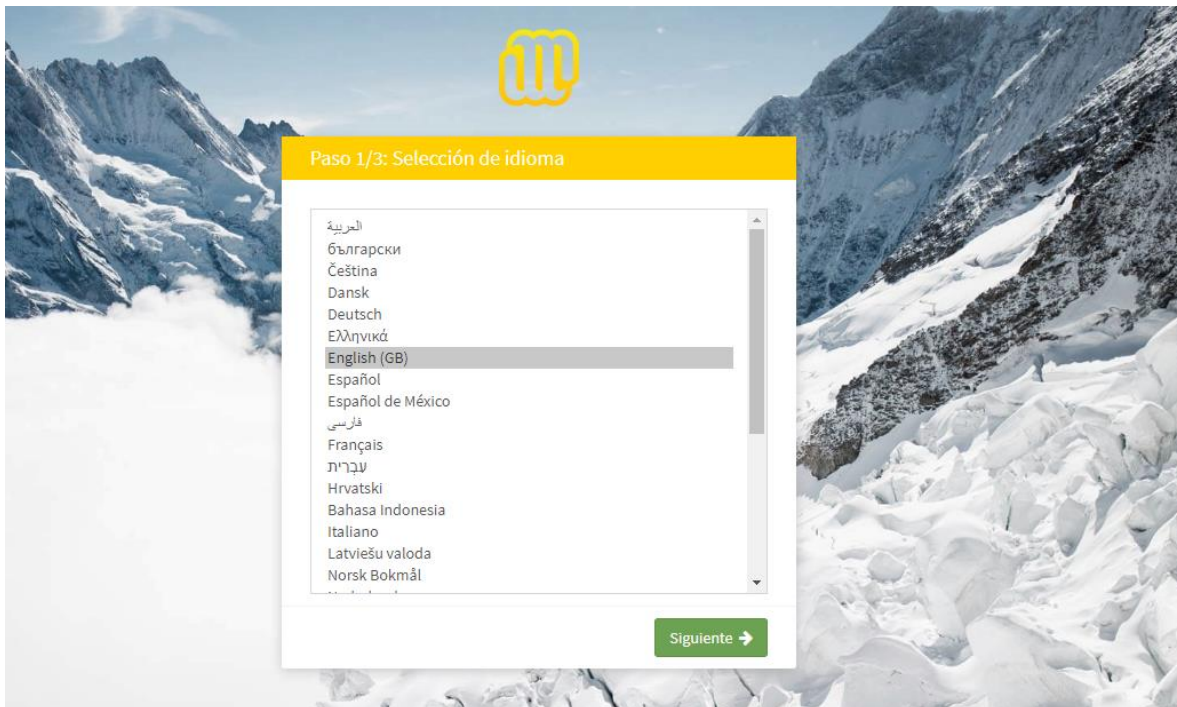 Paso 1/3: Selección de idioma
العربية
български
Čeština
Dansk
Deutsch
Ελληνικά
English (GB)
Español
Español de México
فارسی
Français
עִבְרִית
Hrvatski
Bahasa Indonesia
Italiano
Latviešu valoda
Norsk Bokmål
Siguiente